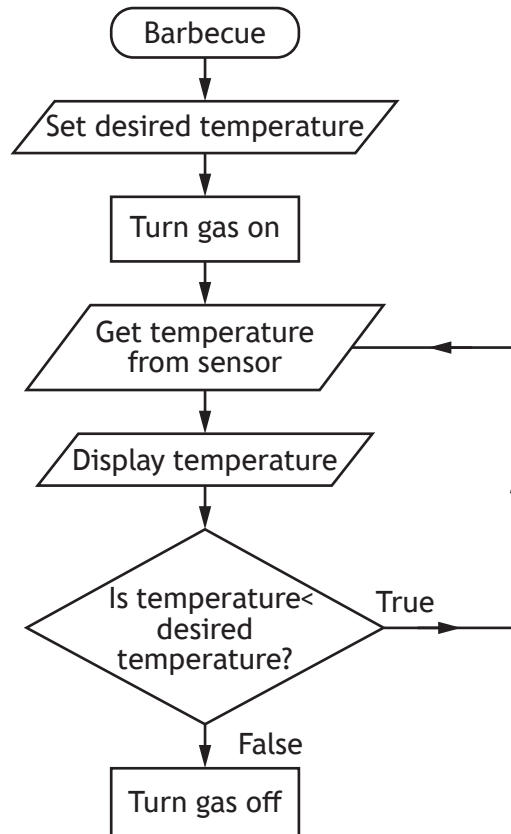 Barbecue
Set desired temperature
Turn gas on
Get temperature
from sensor
Display temperature
Is temperature<
desired
temperature?
True
False
Turn gas off